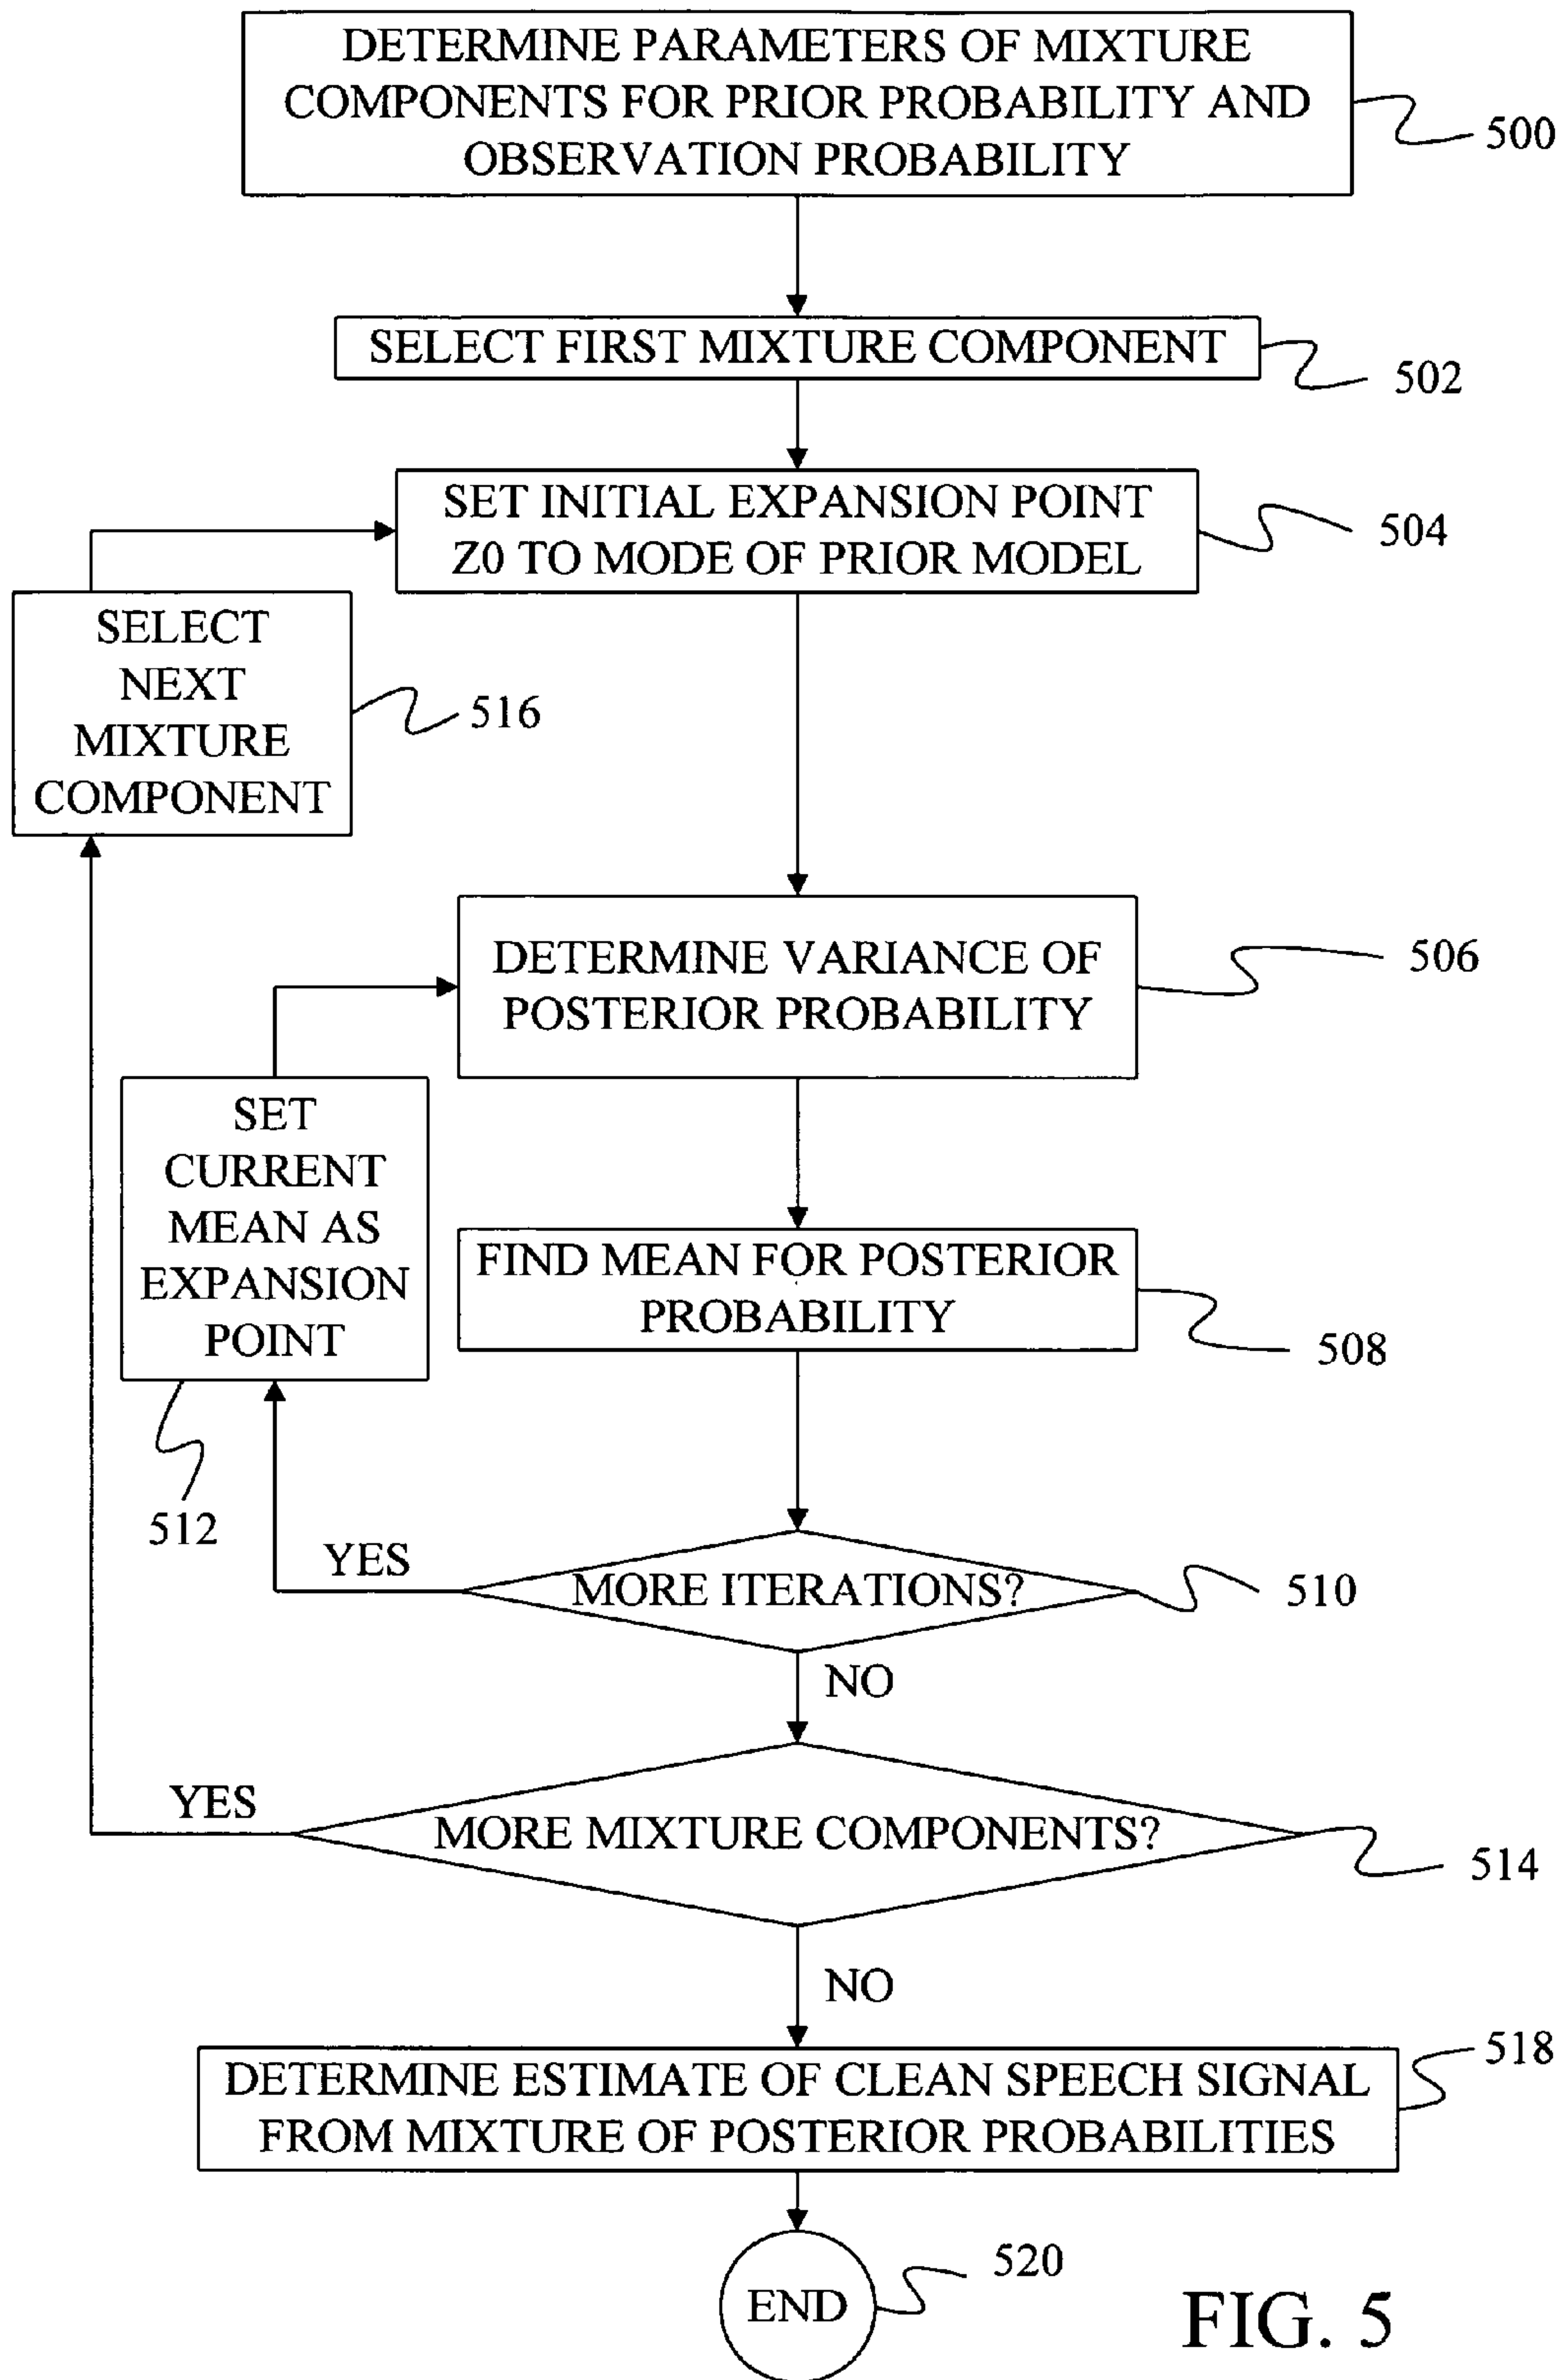 DETERMINE PARAMETERS OF MIXTURE
COMPONENTS FOR PRIOR PROBABILITY AND
OBSERVATION PROBABILITY
500
SELECT FIRST MIXTURE COMPONENT
502
SET INITIAL EXPANSION POINT
Z0 TO MODE OF PRIOR MODEL
504
SELECT
NEXT
MIXTURE
COMPONENT
516
DETERMINE VARIANCE OF
POSTERIOR PROBABILITY
506
SET
CURRENT
MEAN AS
EXPANSION
POINT
512
FIND MEAN FOR POSTERIOR
PROBABILITY
508
YES
MORE ITERATIONS?
510
NO
YES
MORE MIXTURE COMPONENTS?
514
NO
DETERMINE ESTIMATE OF CLEAN SPEECH SIGNAL
FROM MIXTURE OF POSTERIOR PROBABILITIES
518
END
520
FIG. 5